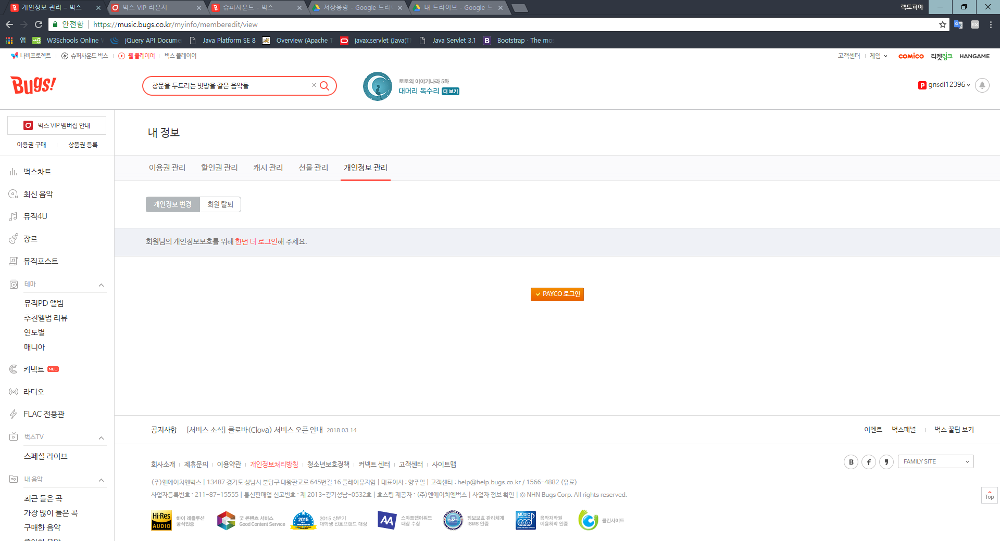 개인정보 관리 – 벅스
벅스 VIP 라운지
슈퍼사운드 - 벅스
저장용량 - Google 드라
내 드라이브 - Google 드
렉토피아
안전함 | https://music.bugs.co.kr/myinfo/memberedit/view
앱
W3Schools Online
jQuery API Docume
Java Platform SE 8
Overview (Apache T
javax.servlet (Java(T
Java Servlet 3.1
Bootstrap · The mos
나비프로젝트
슈퍼사운드 벅스
웹 플레이어
벅스 플레이어
고객센터
게임
comico
리켓링크
HANGAME
Bugs!
창문을 두드리는 빗방울 같은 음악들
토토의 이야기나라 5화
대머리 독수리 더 보기
P gnsdl12396
벅스 VIP 멤버십 안내
이용권 구매
상품권 등록
내 정보
이용권 관리
할인권 관리
캐시 관리
선물 관리
개인정보 관리
개인정보 변경
회원 탈퇴
회원님의 개인정보보호를 위해 한번 더 로그인해 주세요.
PAYCO 로그인
벅스차트
최신 음악
뮤직4U
장르
뮤직포스트
테마
뮤직PD 앨범
추천앨범 리뷰
연도별
매니아
커넥트 NEW
라디오
FLAC 전용관
벅스TV
스페셜 라이브
my 내 음악
최근 들은 곡
가장 많이 들은 곡
구매한 음악
공지사항
[서비스 소식] 클로바(Clova) 서비스 오픈 안내 2018.03.14
이벤트
벅스패널
벅스 꿀팁 보기
회사소개
제휴문의
이용약관
개인정보처리방침
청소년보호정책
커넥트 센터
고객센터
사이트맵
FAMILY SITE
(주)엔에이치엔벅스 | 13487 경기도 성남시 분당구 대왕판교로 645번길 16 플레이뮤지엄 | 대표이사 : 양주일 | 고객센터 : help@help.bugs.co.kr / 1566-4882 (유료)
사업자등록번호 : 211-87-15555 | 통신판매업 신고번호 : 제 2013-경기성남-0532호 | 호스팅 제공자 : (주)엔에이치엔벅스 | 사업자 정보 확인 | © NHN Bugs Corp. All rights reserved.
Top
Hi-Res AUDIO
하이 레졸루션
공식인증
굿 콘텐츠 서비스
Good Content Service
2015
2015 상반기
대학생 선호브랜드 대상
AA
스마트앱어워드
대상 수상
ISMS
정보보호 관리체계
ISMS 인증
MUSIC
음악저작권
이용허락 인증
클린사이트